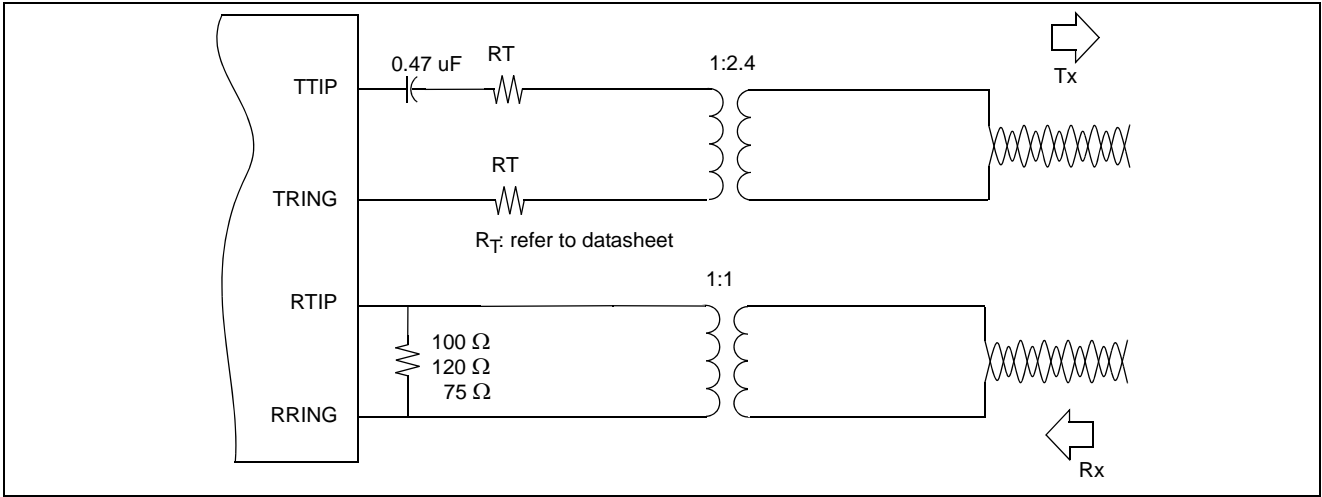 TTIP
0.47 uF
RT
1:2.4
Tx
TRING
RT
RT: refer to datasheet
RTIP
1:1
100 Ω
120 Ω
75 Ω
RRING
Rx